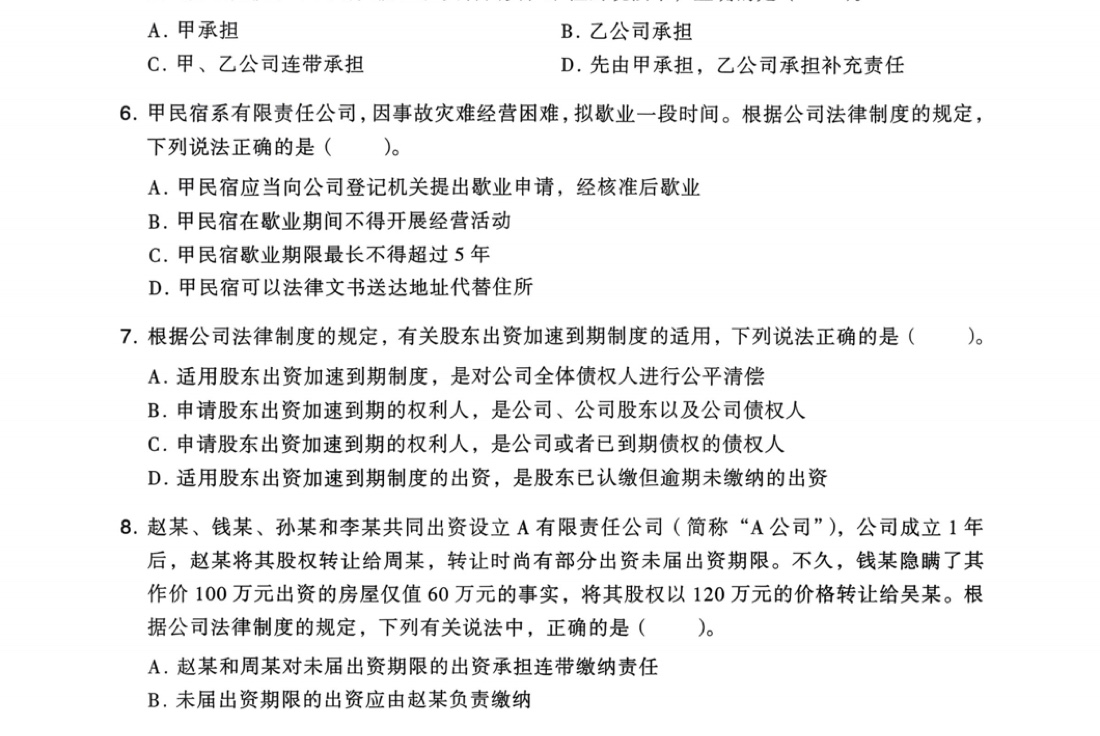 A. 甲承担
B. 乙公司承担
C. 甲、乙公司连带承担
D. 先由甲承担，乙公司承担补充责任
6. 甲民宿系有限责任公司，因事故灾难经营困难，拟歇业一段时间。根据公司法律制度的规定，
下列说法正确的是（　　）。
A. 甲民宿应当向公司登记机关提出歇业申请，经核准后歇业
B. 甲民宿在歇业期间不得开展经营活动
C. 甲民宿歇业期限最长不得超过 5 年
D. 甲民宿可以法律文书送达地址代替住所
7. 根据公司法律制度的规定，有关股东出资加速到期制度的适用，下列说法正确的是（　　）。
A. 适用股东出资加速到期制度，是对公司全体债权人进行公平清偿
B. 申请股东出资加速到期的权利人，是公司、公司股东以及公司债权人
C. 申请股东出资加速到期的权利人，是公司或者已到期债权的债权人
D. 适用股东出资加速到期制度的出资，是股东已认缴但逾期未缴纳的出资
8. 赵某、钱某、孙某和李某共同出资设立 A 有限责任公司（简称“A 公司”），公司成立 1 年
后，赵某将其股权转让给周某，转让时尚有部分出资未届出资期限。不久，钱某隐瞒了其
作价 100 万元出资的房屋仅值 60 万元的事实，将其股权以 120 万元的价格转让给吴某。根
据公司法律制度的规定，下列有关说法中，正确的是（　　）。
A. 赵某和周某对未届出资期限的出资承担连带缴纳责任
B. 未届出资期限的出资应由赵某负责缴纳